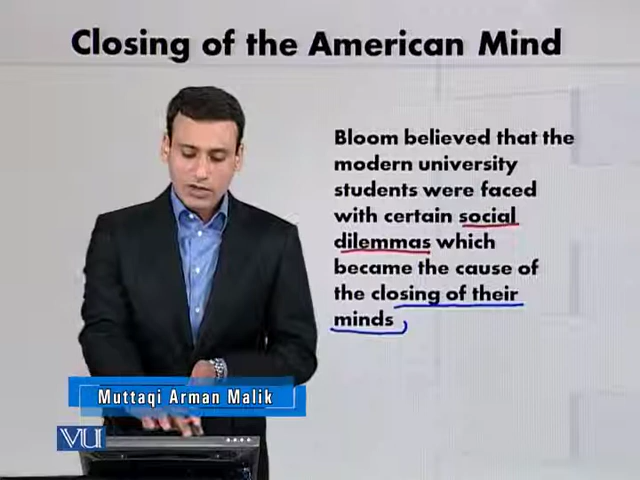 Closing of the American Mind
Bloom believed that the
modern university
students were faced
with certain social
dilemmas which
became the cause of
the closing of their
minds
Muttaqi Arman Malik
VU